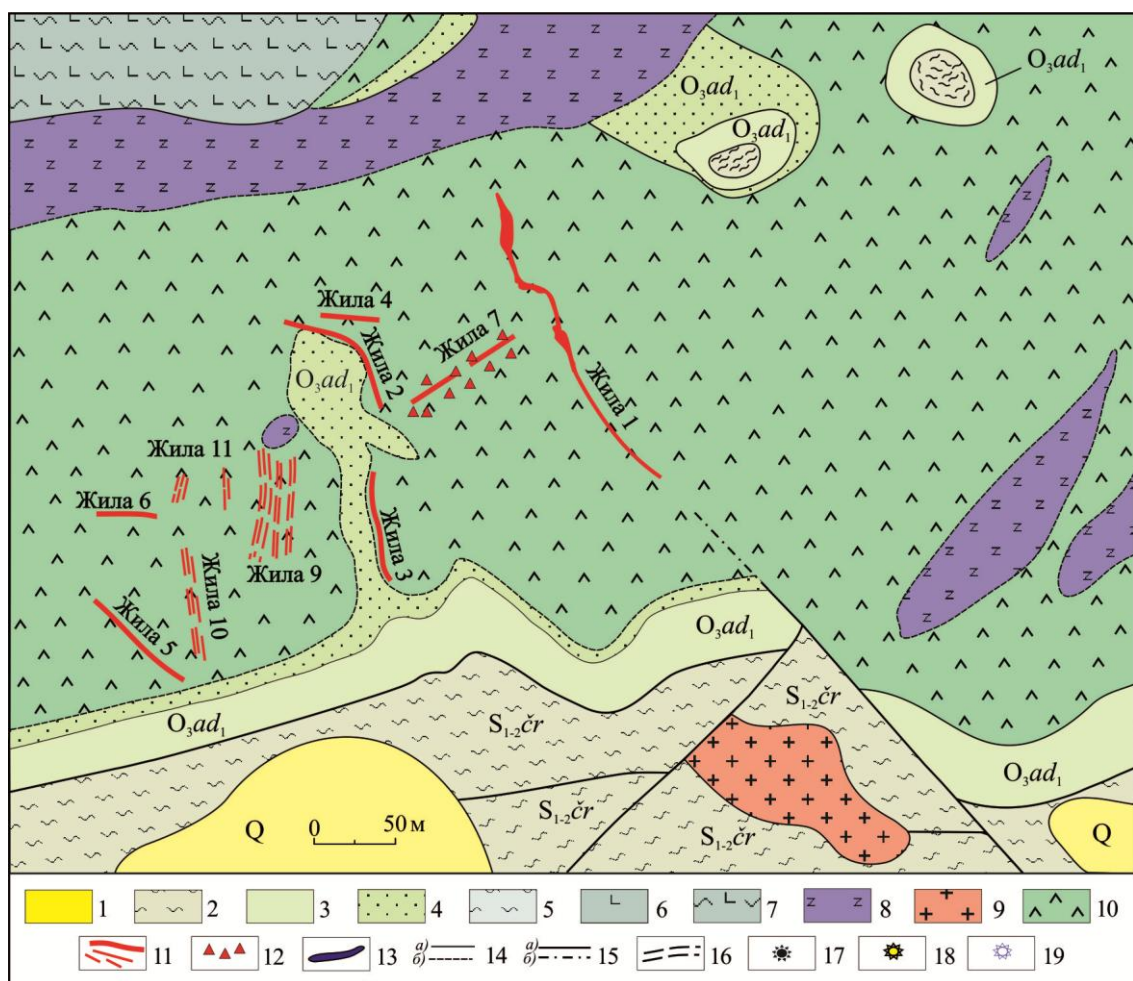 O₃ad₁
O₃ad₁
O₃ad₁
Жила 4
Жила 7
O₃ad₁
Жила 2
Жила 1
Жила 11
Жила 6
Жила 3
Жила 9
Жила 10
Жила 5
O₃ad₁
S₁₋₂čr
S₁₋₂čr
O₃ad₁
O₃ad₁
Q
0 50 м
S₁₋₂čr
S₁₋₂čr
Q
1 2 3 4 5 6 7 8 9 10
11 12 13 а) б) 14 а) б) 15 16 17 18 19